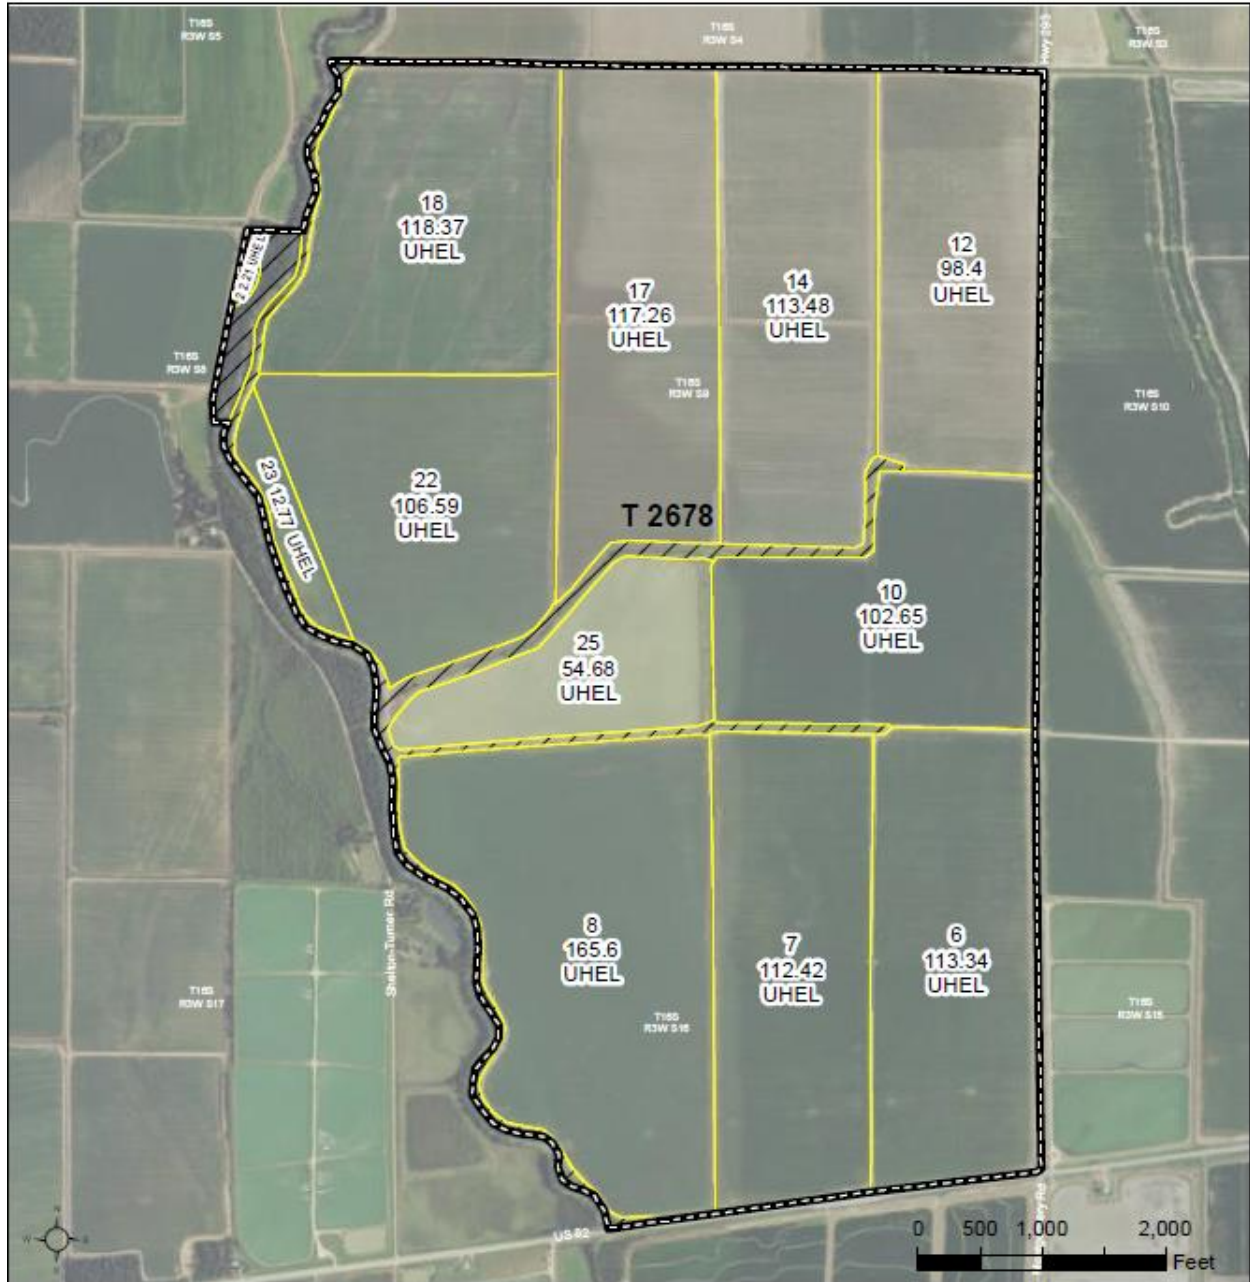 T16S
R3W S5
T16S
R3W S4
Hwy 293
T16S
R3W S3
18
118.37
UHEL
2 2.21 UHEL
12
98.4
UHEL
17
117.26
UHEL
14
113.48
UHEL
T16S
R3W S8
T16S
R3W S9
T16S
R3W S10
23 12.77 UHEL
22
106.59
UHEL
T 2678
10
102.65
UHEL
25
54.68
UHEL
Shelton-Turner Rd
8
165.6
UHEL
7
112.42
UHEL
6
113.34
UHEL
T16S
R3W S17
T16S
R3W S16
T16S
R3W S15
N
W
US 82
Rd
0 500 1,000 2,000
Feet